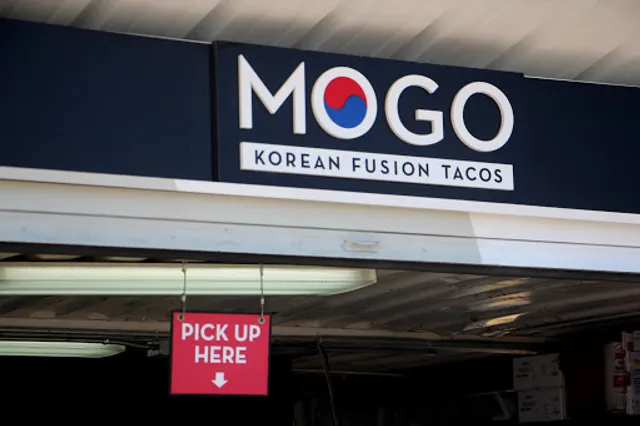 MOGO
KOREAN FUSION TACOS
PICK UP
HERE